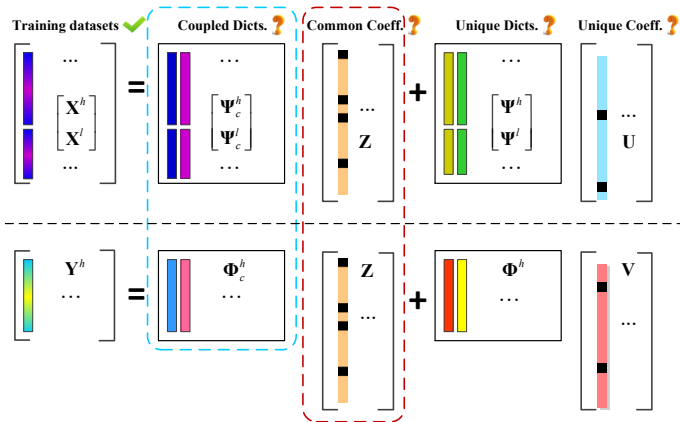 Training datasets Coupled Dicts. ? Common Coeff. ? Unique Dicts. ? Unique Coeff. ?
... ... ... 
X^h = Ψ_c^h ... + Ψ^h ...
X^l Ψ_c^l Z Ψ^l U
... ... ...
Y^h = Φ_c^h Z + Φ^h V
... ... ... ... ...